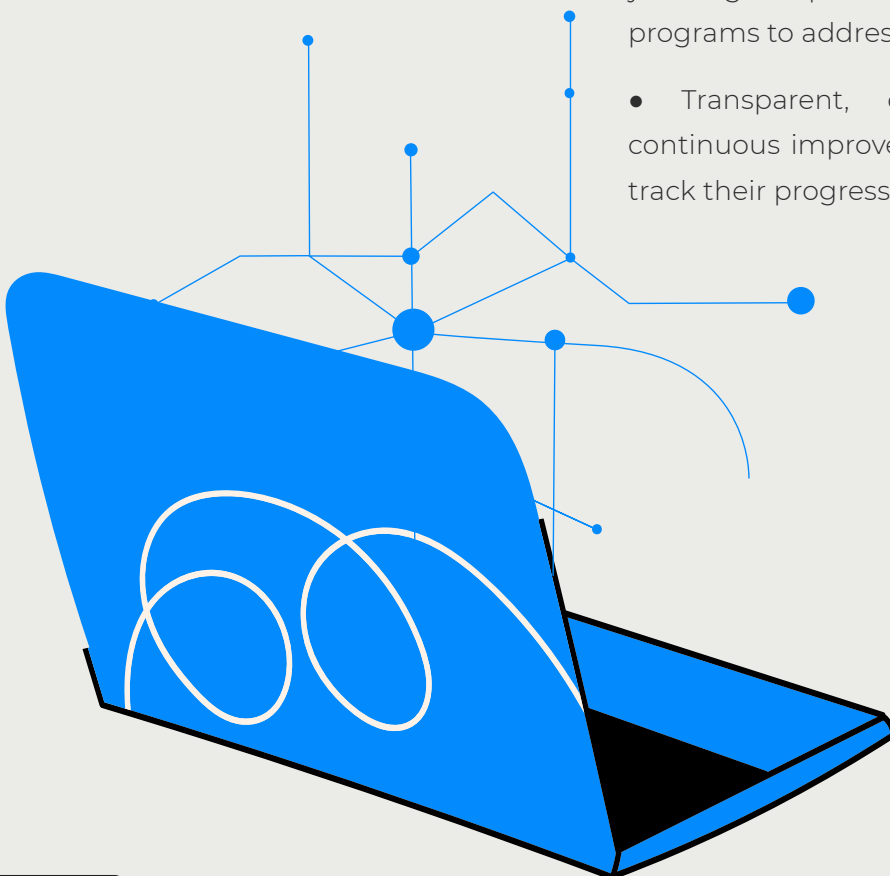 programs to addres
● Transparent,
continuous improve
track their progress